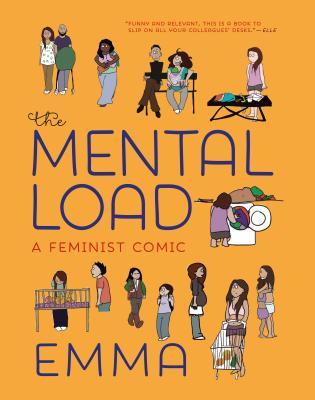 "FUNNY AND RELEVANT, THIS IS A BOOK TO
SLIP ON ALL YOUR COLLEAGUES' DESKS." —ELLE
the
MENTAL
LOAD
A FEMINIST COMIC
EMMA